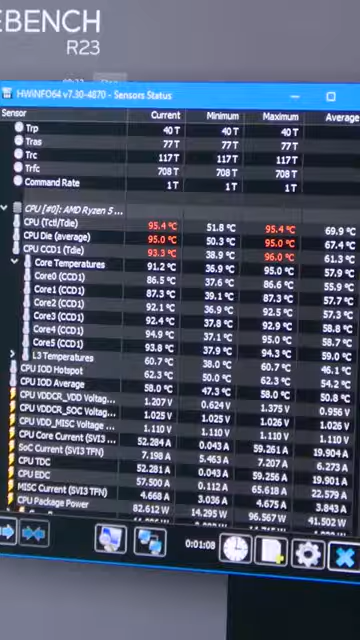 EBENCH
R23
HWiNFO64 v7.30-4870 - Sensors Status
Sensor Current Minimum Maximum Average
Trp 40 T 40 T 40 T
Tras 77 T 77 T 77 T
Trc 117 T 117 T 117 T
Trfc 708 T 708 T 708 T
Command Rate 1 T 1 T 1 T
CPU [#0]: AMD Ryzen 5 ...
CPU (Tctl/Tdie) 95.4 °C 51.8 °C 95.4 °C 69.9 °C
CPU Die (average) 95.0 °C 50.3 °C 95.0 °C 67.4 °C
CPU CCD1 (Tdie) 93.3 °C 38.9 °C 96.0 °C 61.3 °C
Core Temperatures 91.2 °C 36.9 °C 95.0 °C 57.9 °C
Core0 (CCD1) 86.5 °C 37.6 °C 86.6 °C 55.9 °C
Core1 (CCD1) 87.3 °C 39.1 °C 87.3 °C 57.7 °C
Core2 (CCD1) 92.1 °C 36.9 °C 92.5 °C 57.3 °C
Core3 (CCD1) 92.4 °C 37.8 °C 92.9 °C 58.8 °C
Core4 (CCD1) 94.9 °C 37.1 °C 95.0 °C 58.7 °C
Core5 (CCD1) 93.8 °C 37.9 °C 94.3 °C 59.0 °C
L3 Temperatures 60.7 °C 38.3 °C 60.7 °C 46.1 °C
CPU IOD Hotspot 62.3 °C 50.0 °C 62.3 °C 54.2 °C
CPU IOD Average 58.0 °C 47.3 °C 58.0 °C 50.8 °C
CPU VDDCR_VDD Voltag... 1.207 V 0.624 V 1.375 V 0.956 V
CPU VDDCR_SOC Voltag... 1.025 V 1.025 V 1.026 V 1.026 V
CPU VDD_MISC Voltage ... 1.110 V 1.110 V 1.110 V 1.110 V
CPU Core Current (SVI3 ... 52.284 A 0.043 A 59.261 A 19.904 A
SoC Current (SVI3 TFN) 7.198 A 5.463 A 7.207 A 6.273 A
CPU TDC 52.281 A 0.043 A 59.256 A 19.901 A
CPU EDC 57.500 A 0.112 A 65.618 A 22.579 A
MISC Current (SVI3 TFN) 4.668 A 3.036 A 4.675 A 3.843 A
CPU Package Power 82.612 W 14.295 W 96.567 W 41.502 W
0:01:08